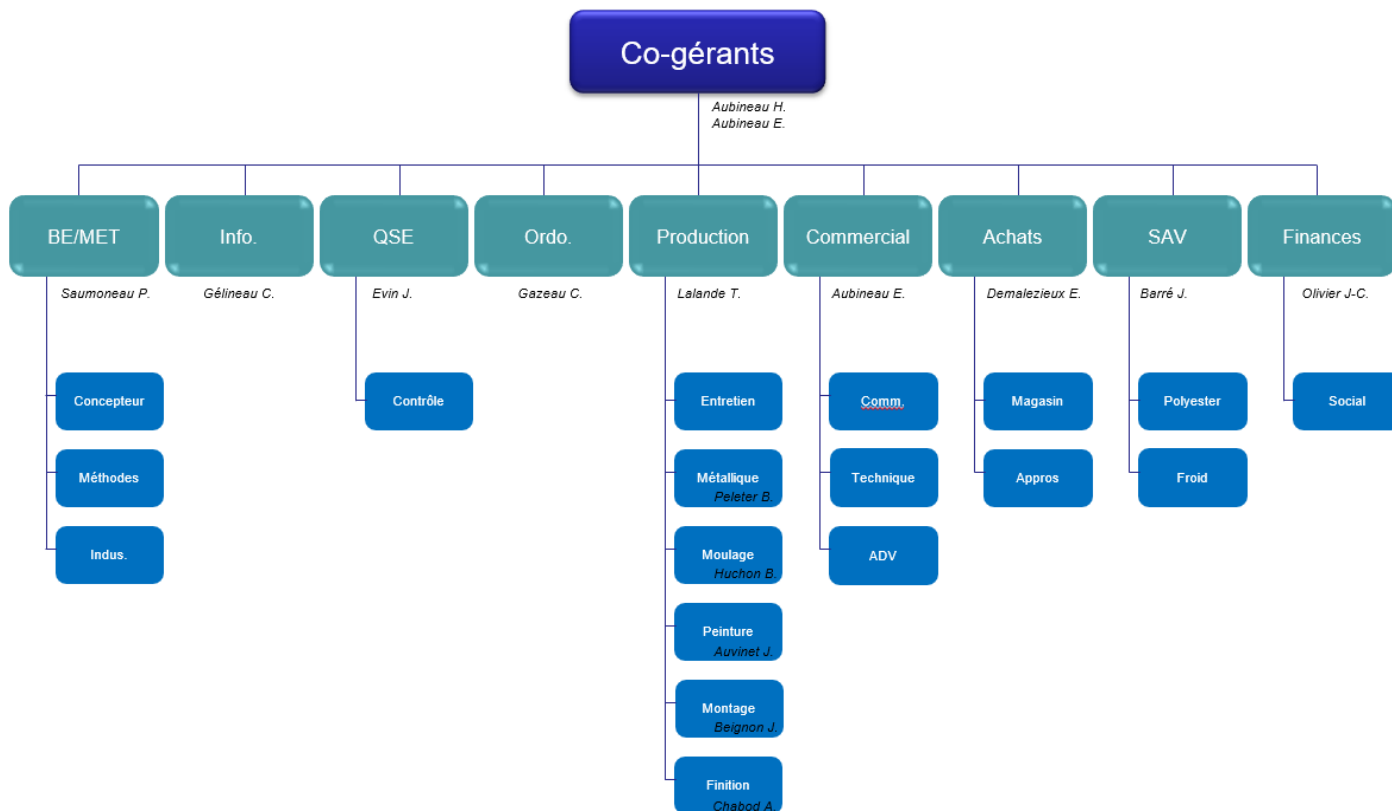 Co-gérants
Aubineau H.
Aubineau E.
BE/MET
Info.
QSE
Ordo.
Production
Commercial
Achats
SAV
Finances
Saumoneau P.
Gélineau C.
Evin J.
Gazeau C.
Lalande T.
Aubineau E.
Demalezieux E.
Barré J.
Olivier J-C.
Concepteur
Contrôle
Entretien
Comm.
Magasin
Polyester
Social
Méthodes
Métallique
Peleter B.
Technique
Appros
Froid
Indus.
Moulage
Huchon B.
ADV
Peinture
Auvinet J.
Montage
Beignon J.
Finition
Chabod A.